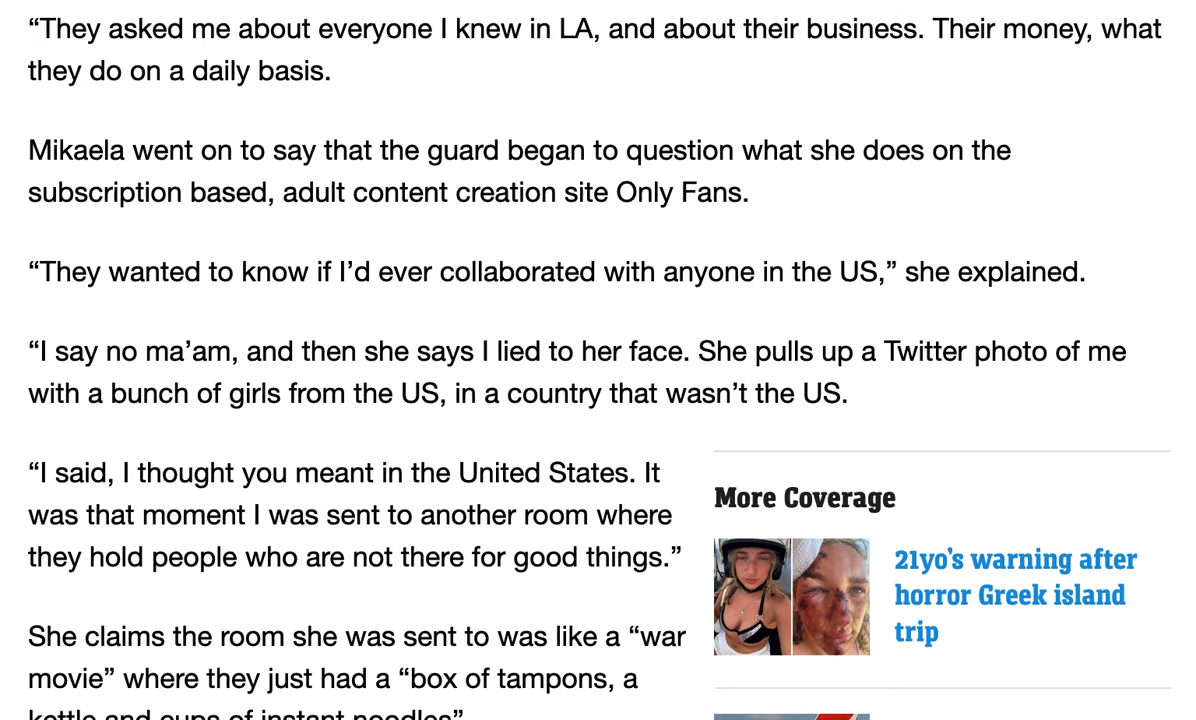 “They asked me about everyone I knew in LA, and about their business. Their money, what
they do on a daily basis.
Mikaela went on to say that the guard began to question what she does on the
subscription based, adult content creation site Only Fans.
“They wanted to know if I’d ever collaborated with anyone in the US,” she explained.
“I say no ma’am, and then she says I lied to her face. She pulls up a Twitter photo of me
with a bunch of girls from the US, in a country that wasn’t the US.
“I said, I thought you meant in the United States. It
was that moment I was sent to another room where
they hold people who are not there for good things.”
She claims the room she was sent to was like a “war
movie” where they just had a “box of tampons, a
kettle and cups of instant noodles”
More Coverage
21yo’s warning after
horror Greek island
trip